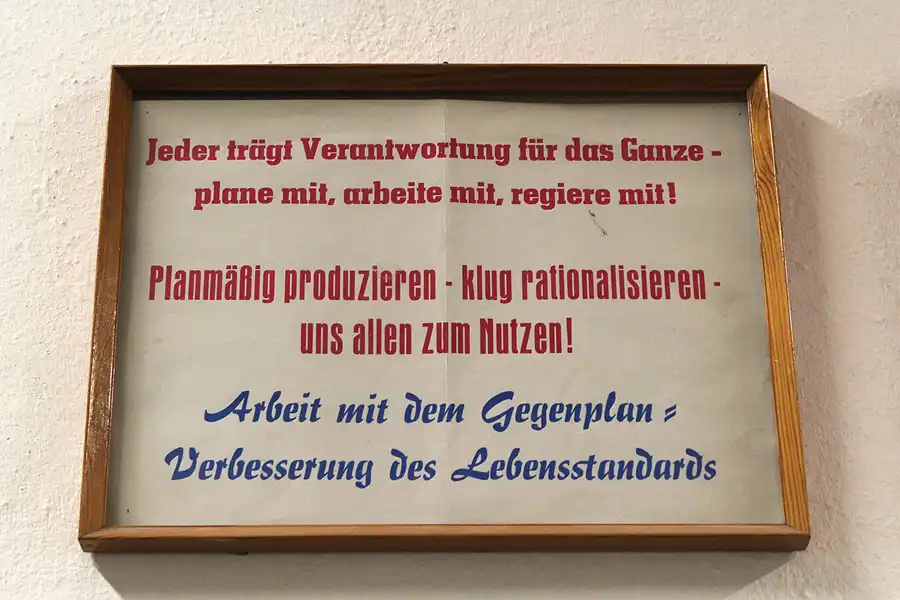 Jeder trägt Verantwortung für das Ganze -
plane mit, arbeite mit, regiere mit!
Planmäßig produzieren - klug rationalisieren -
uns allen zum Nutzen!
Arbeit mit dem Gegenplan =
Verbesserung des Lebensstandards